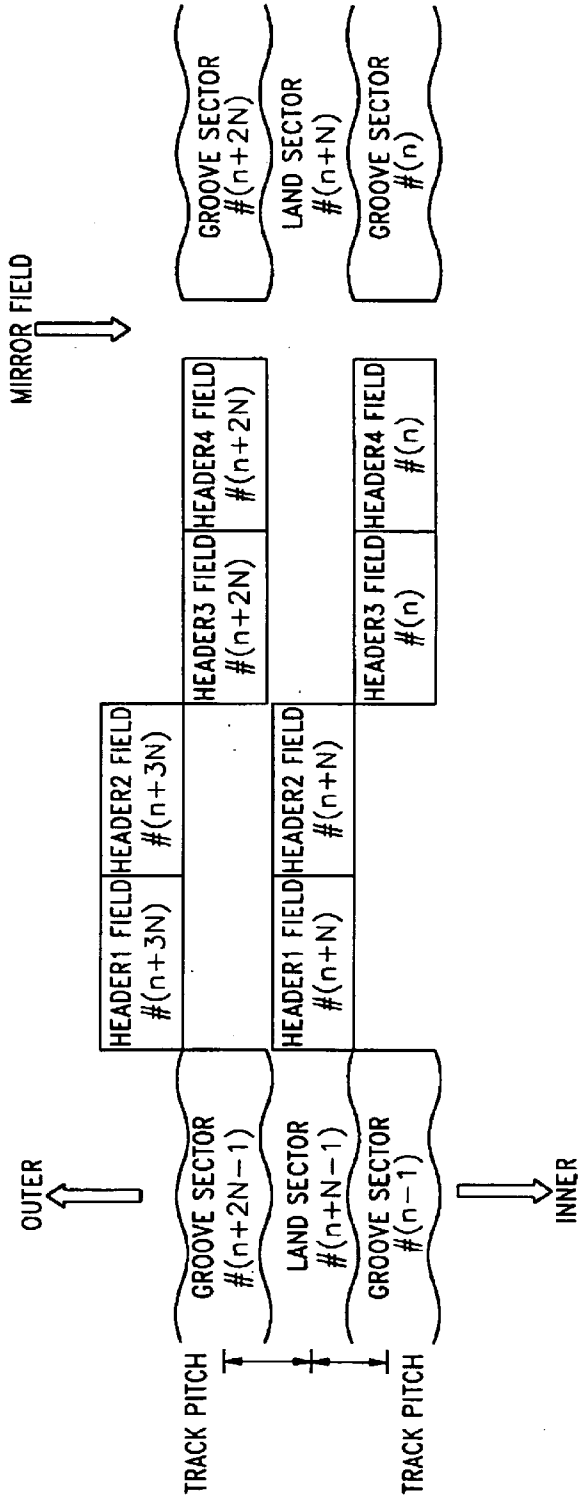 MIRROR FIELD
OUTER
INNER
TRACK PITCH
TRACK PITCH
GROOVE SECTOR
#(n+2N-1)
LAND SECTOR
#(n+N-1)
GROOVE SECTOR
#(n-1)
HEADER1 FIELD
#(n+3N)
HEADER2 FIELD
#(n+3N)
HEADER1 FIELD
#(n+N)
HEADER2 FIELD
#(n+N)
HEADER3 FIELD
#(n+2N)
HEADER4 FIELD
#(n+2N)
HEADER3 FIELD
#(n)
HEADER4 FIELD
#(n)
GROOVE SECTOR
#(n+2N)
LAND SECTOR
#(n+N)
GROOVE SECTOR
#(n)